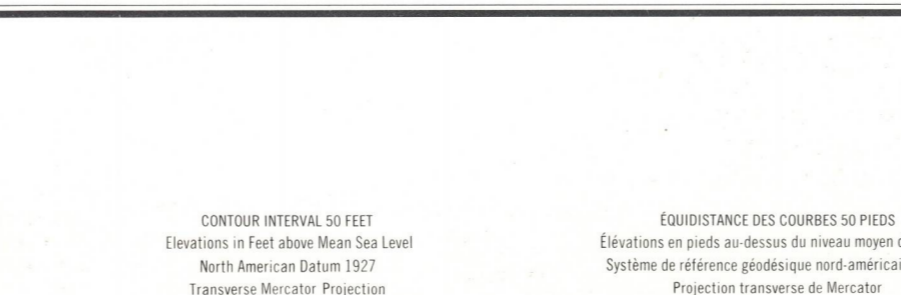 CONTOUR INTERVAL 50 FEET
Elevations in Feet above Mean Sea Level
North American Datum 1927
Transverse Mercator Projection
ÉQUIDISTANCE DES COURBES 50 PIEDS
Élévations en pieds au-dessus du niveau moyen
Système de référence géodésique
Projection transverse de Mercator